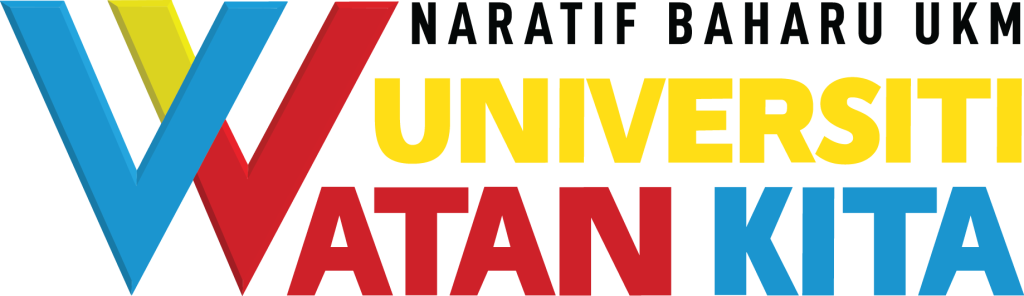 NARATIF BAHARU UKM
UNIVERSITI
WATAN KITA